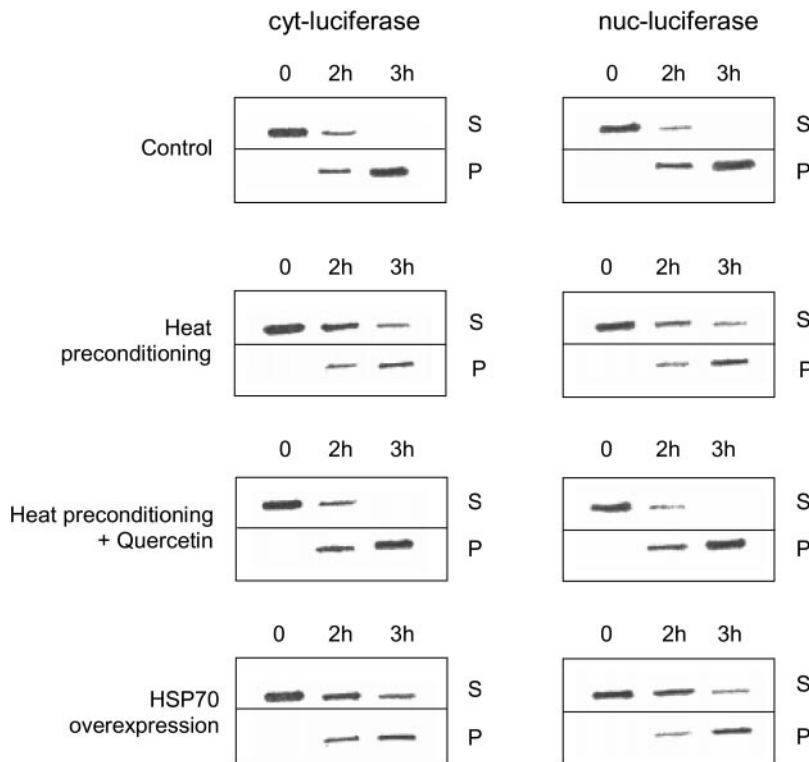 cyt-luciferase nuc-luciferase
0 2h 3h 0 2h 3h
S S
Control
P P
0 2h 3h 0 2h 3h
Heat
S S
preconditioning
P P
0 2h 3h 0 2h 3h
S S
Heat preconditioning
+ Quercetin
P P
0 2h 3h 0 2h 3h
S S
HSP70
overexpression
P P